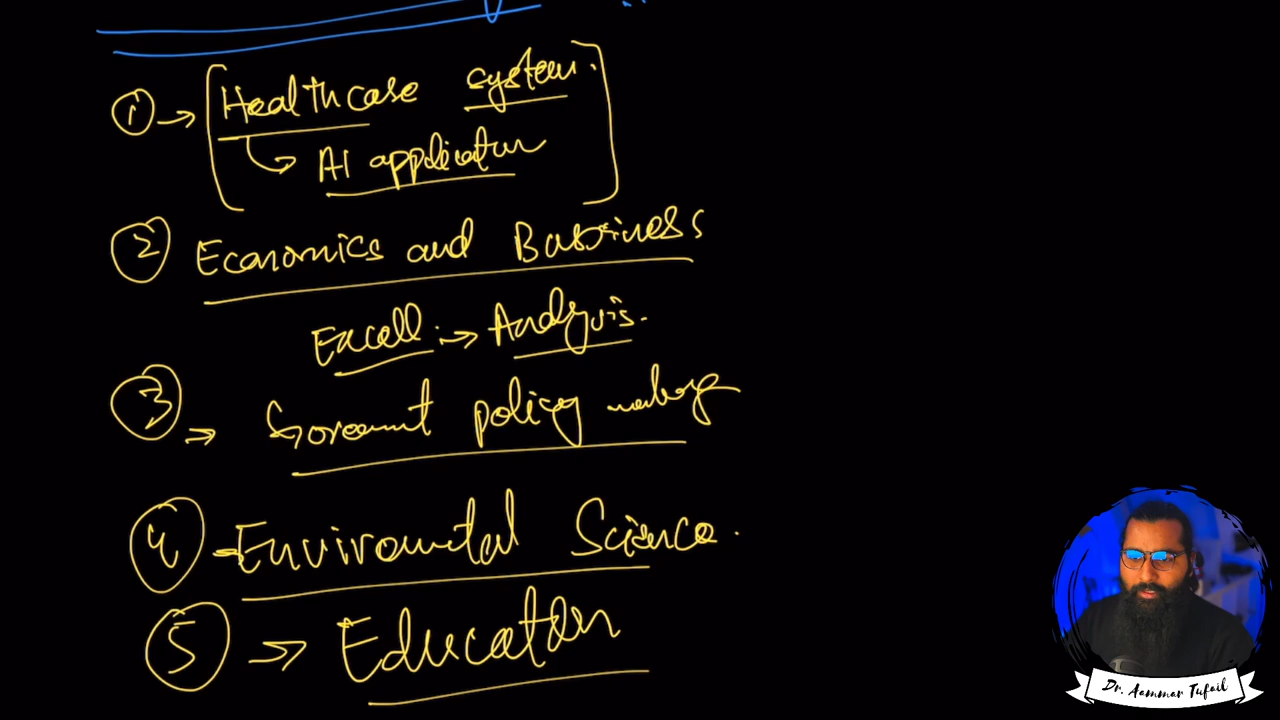 ① → [Healthcare system.
↳ AI application]
② Economics and Business
Excell → Analysis.
③ → Government policy making
④ - Enviromental Science.
⑤ → Education
Dr. Aammar Tufail